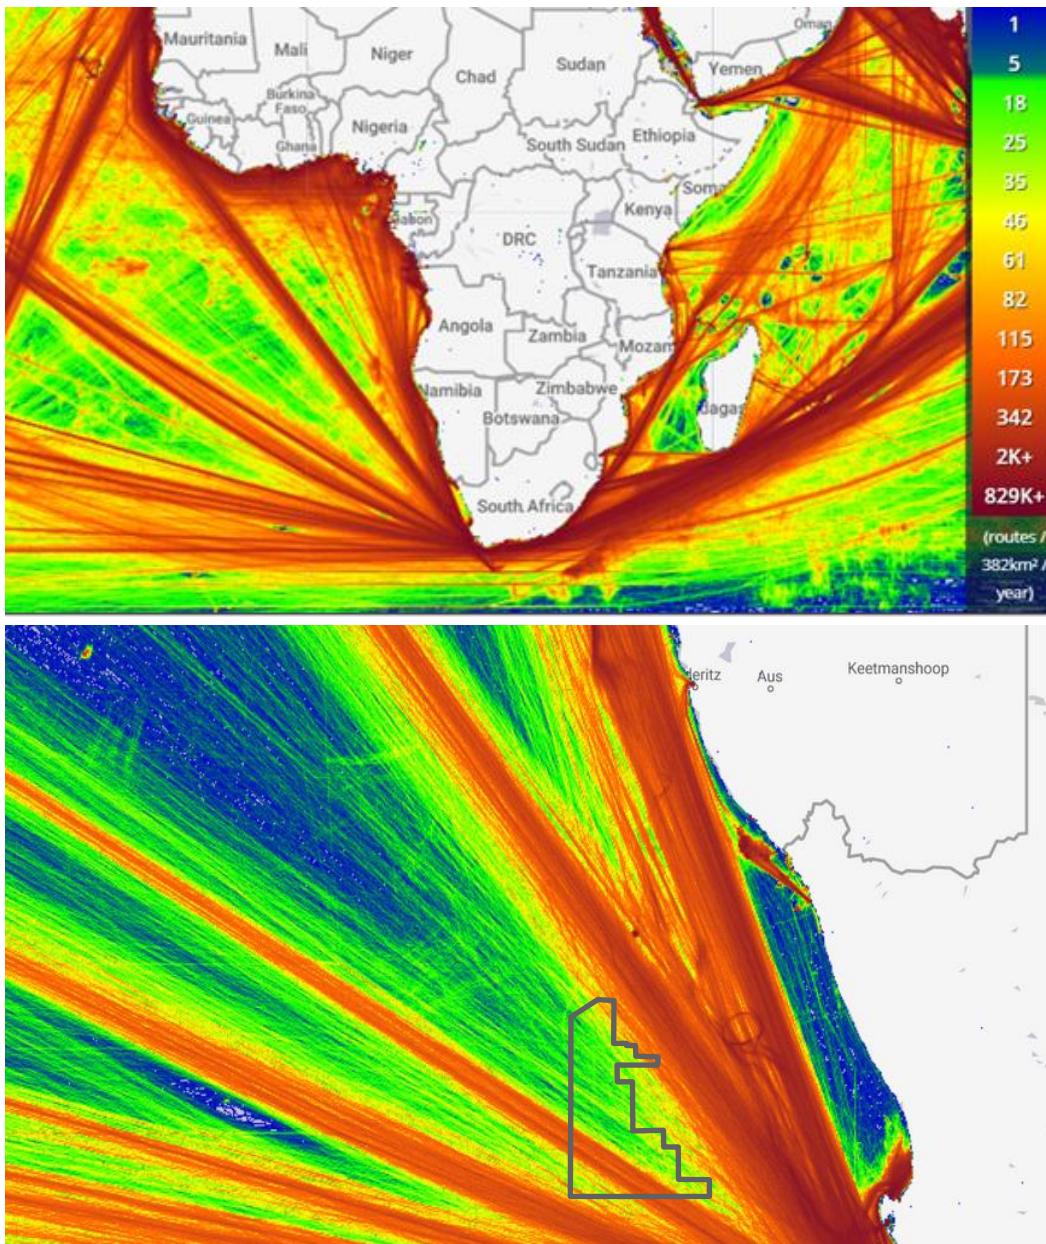 Mauritania
Mali
Niger
Chad
Sudan
Oman
Yemen
Burkina
Faso
Guinea
Ghana
Nigeria
South Sudan
Ethiopia
Soma
Kenya
DRC
Tanzania
Angola
Zambia
Mozam
Namibia
Zimbabwe
Botswana
dagas
South Africa
1
5
18
25
35
46
61
82
115
173
342
2K+
829K+
(routes /
382km² /
year)
deritz
Aus
Keetmanshoop